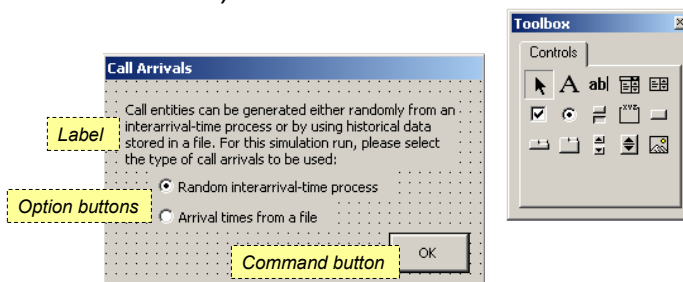 Call Arrivals
Call entities can be generated either randomly from an
interarrival-time process or by using historical data
stored in a file. For this simulation run, please select
the type of call arrivals to be used:
Label
Random interarrival-time process
Option buttons
Arrival times from a file
Command button
OK
Toolbox
Controls
A
ab
xyz